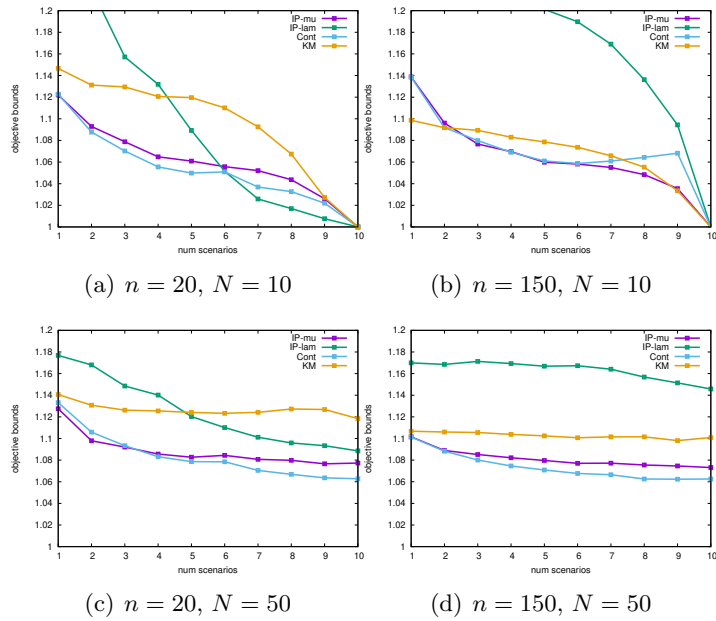 1.2
1.18
1.16
1.14
1.12
1.1
1.08
1.06
1.04
1.02
1
objective bounds
1 2 3 4 5 6 7 8 9 10
num scenarios
IP-mu
IP-lam
Cont
KM
(a) n = 20, N = 10
1.2
1.18
1.16
1.14
1.12
1.1
1.08
1.06
1.04
1.02
1
objective bounds
1 2 3 4 5 6 7 8 9 10
num scenarios
IP-mu
IP-lam
Cont
KM
(b) n = 150, N = 10
1.2
1.18
1.16
1.14
1.12
1.1
1.08
1.06
1.04
1.02
1
objective bounds
1 2 3 4 5 6 7 8 9 10
num scenarios
IP-mu
IP-lam
Cont
KM
(c) n = 20, N = 50
1.2
1.18
1.16
1.14
1.12
1.1
1.08
1.06
1.04
1.02
1
objective bounds
1 2 3 4 5 6 7 8 9 10
num scenarios
IP-mu
IP-lam
Cont
KM
(d) n = 150, N = 50